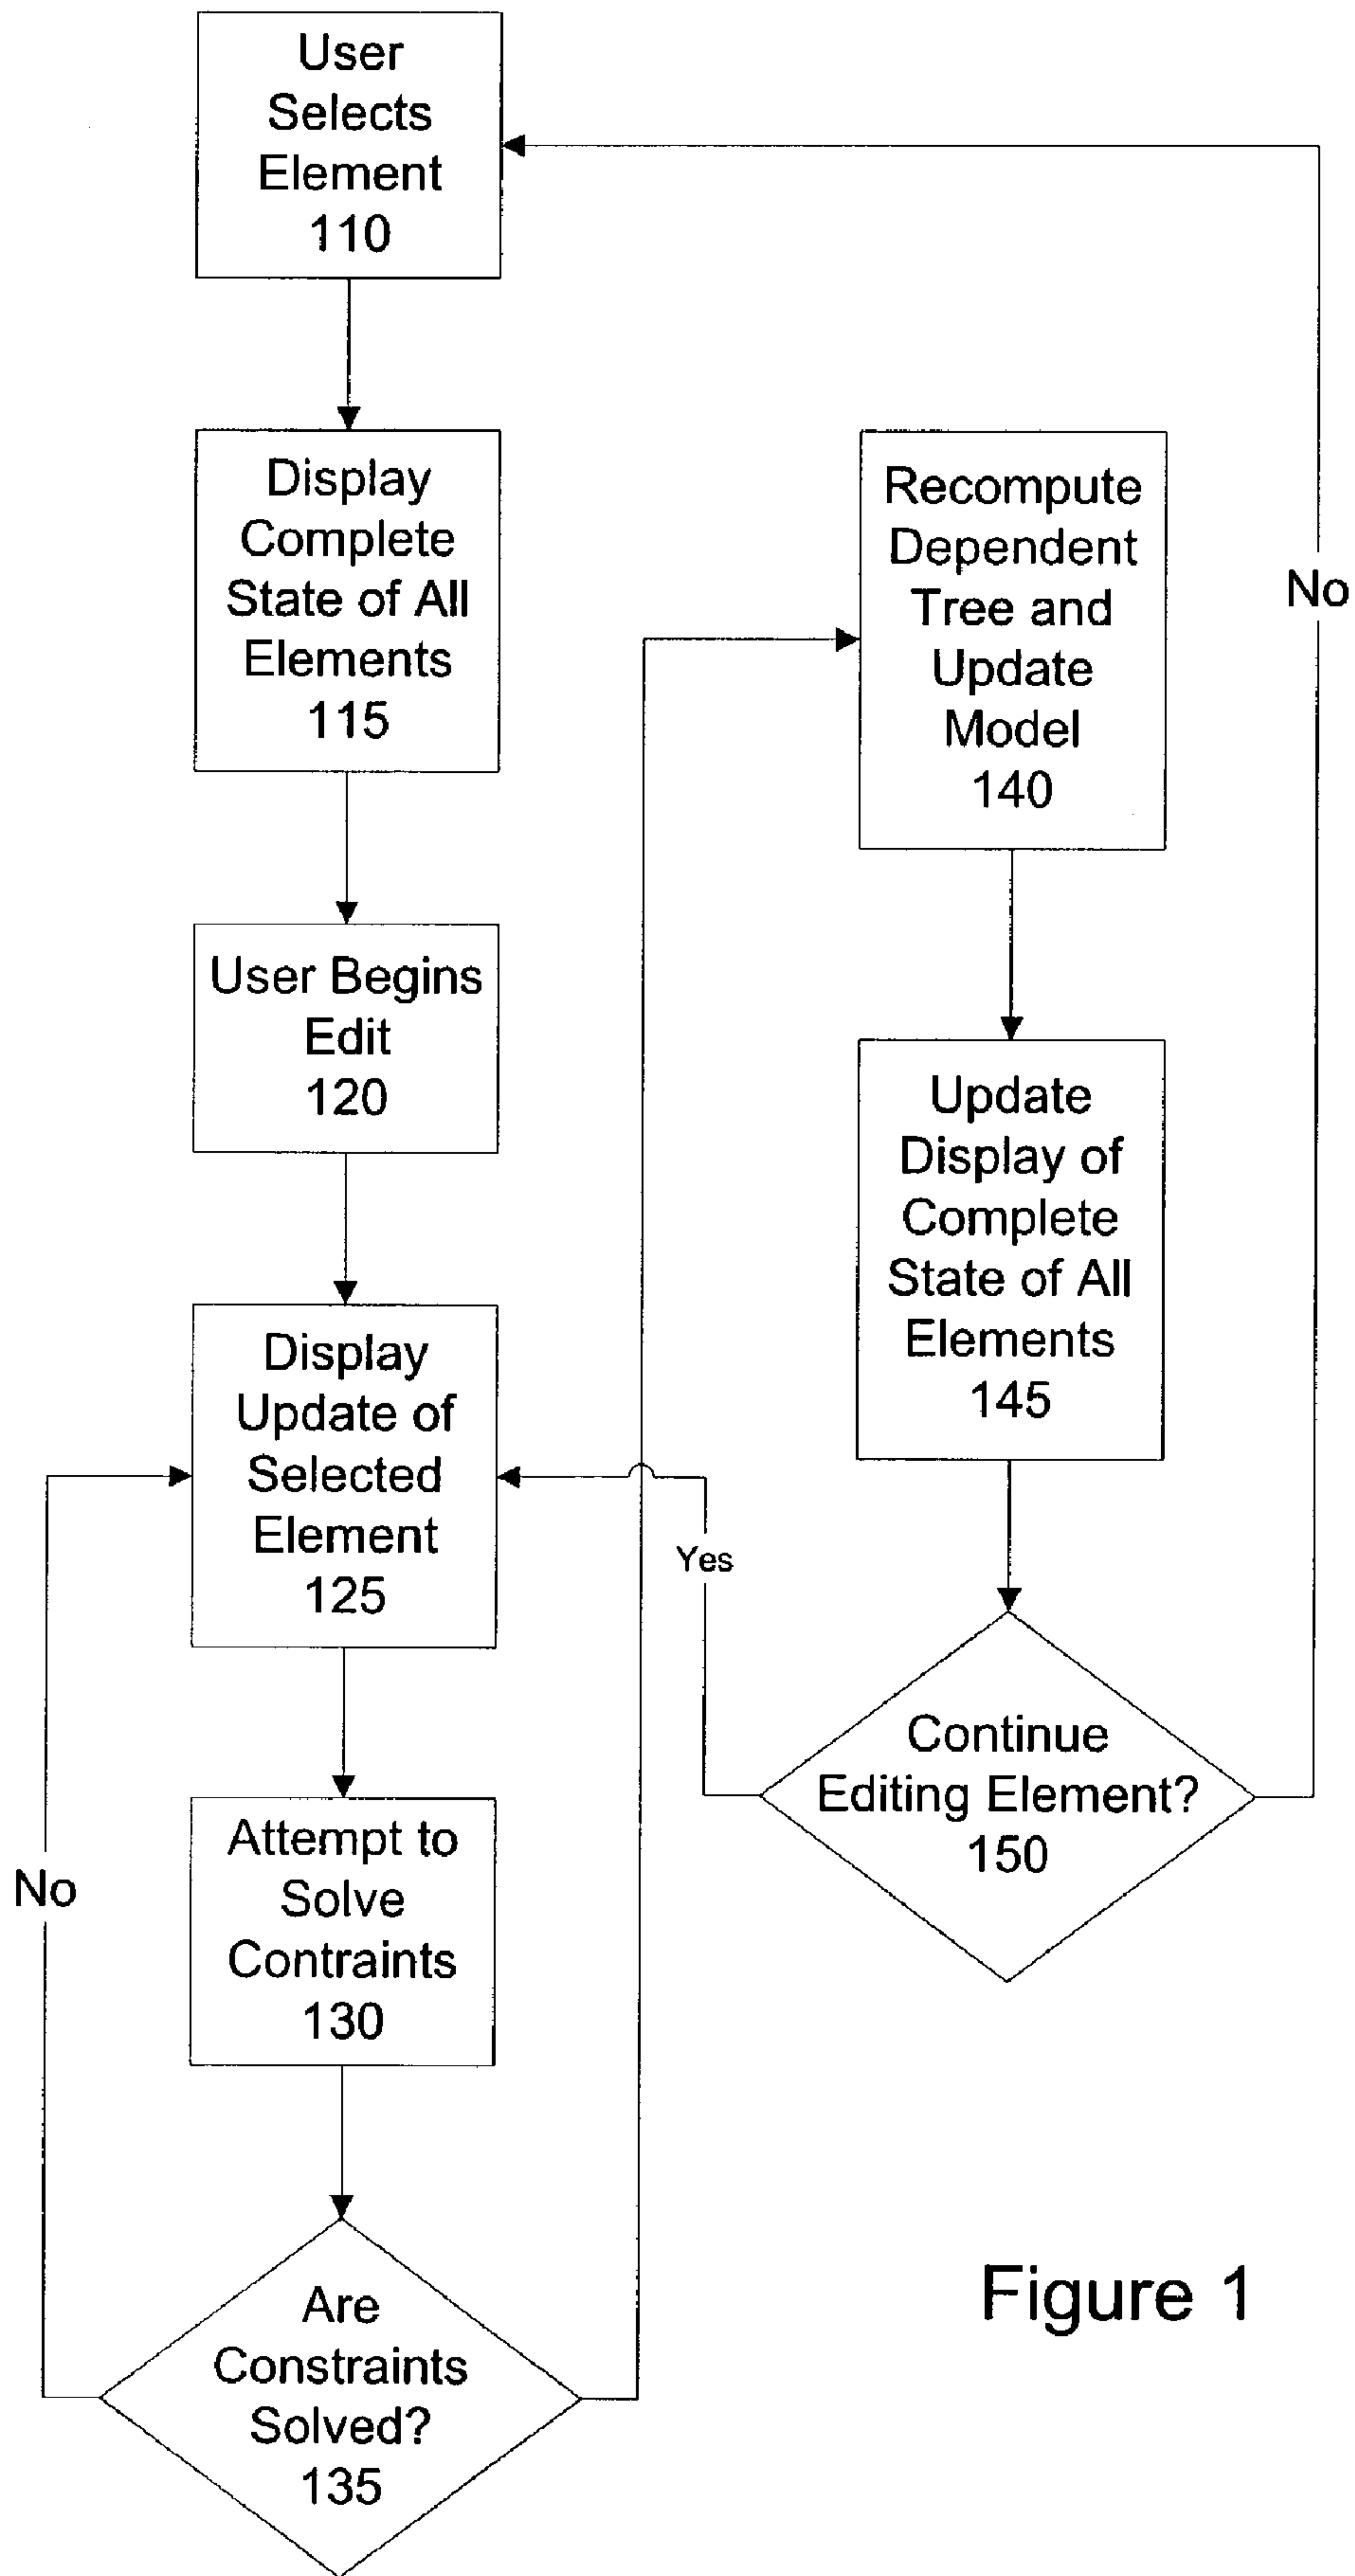 User
Selects
Element
110
Display
Complete
State of All
Elements
115
User Begins
Edit
120
Display
Update of
Selected
Element
125
Attempt to
Solve
Contraints
130
Are
Constraints
Solved?
135
No
Recompute
Dependent
Tree and
Update
Model
140
Update
Display of
Complete
State of All
Elements
145
Continue
Editing Element?
150
Yes
No
Figure 1